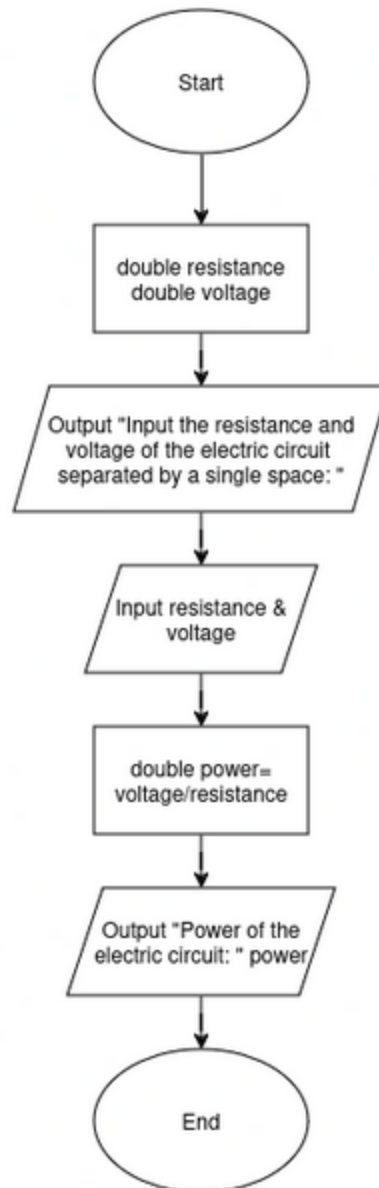 Start
double resistance
double voltage
Output "Input the resistance and
voltage of the electric circuit
separated by a single space: "
Input resistance &
voltage
double power=
voltage/resistance
Output "Power of the
electric circuit: " power
End